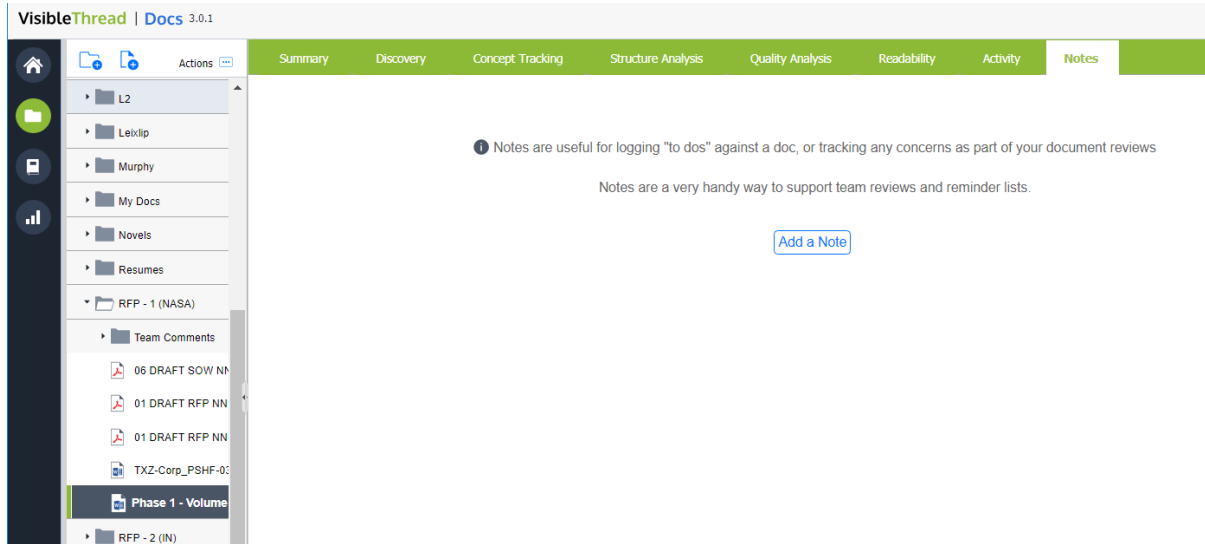 VisibleThread | Docs 3.0.1
Actions
Summary Discovery Concept Tracking Structure Analysis Quality Analysis Readability Activity Notes
L2
Leixlip
Murphy
My Docs
Novels
Resumes
RFP - 1 (NASA)
Team Comments
06 DRAFT SOW NN
01 DRAFT RFP NN
01 DRAFT RFP NN
TXZ-Corp_PSHF-03
Phase 1 - Volume
RFP - 2 (IN)
Notes are useful for logging "to dos" against a doc, or tracking any concerns as part of your document reviews
Notes are a very handy way to support team reviews and reminder lists.
Add a Note